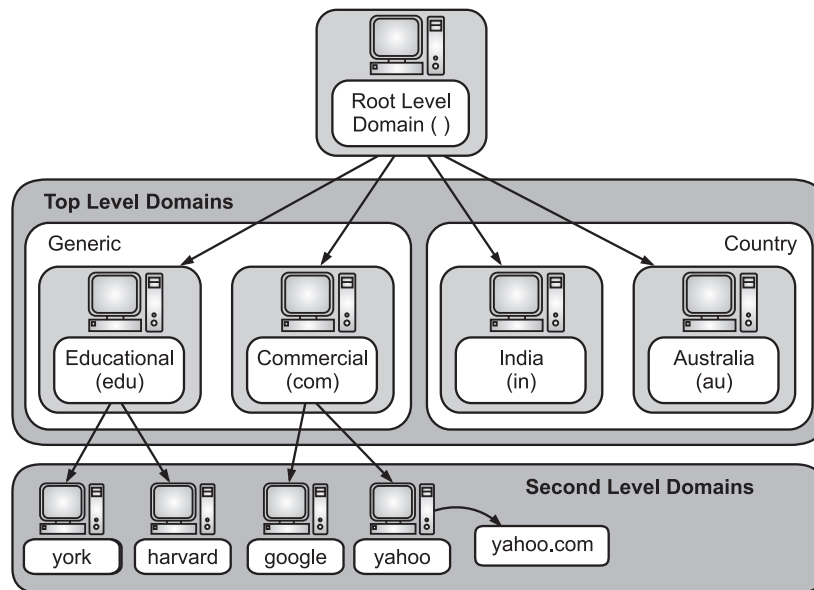 Root Level
Domain ( )
Top Level Domains
Generic
Country
Educational
(edu)
Commercial
(com)
India
(in)
Australia
(au)
Second Level Domains
york
harvard
google
yahoo
yahoo.com